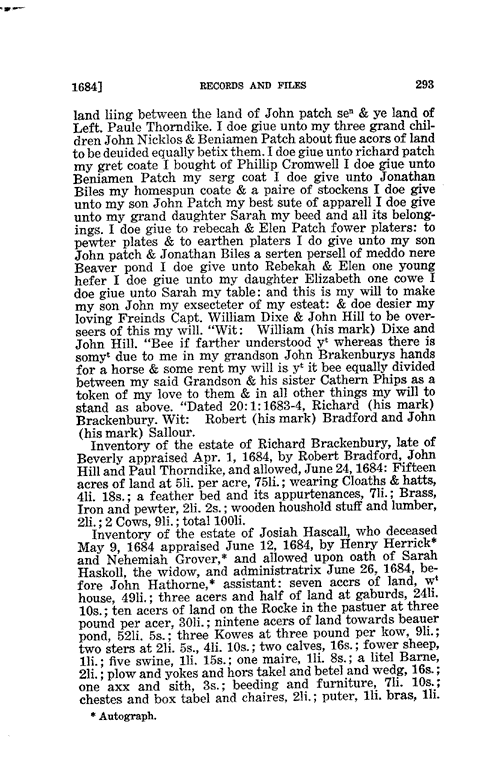 1684] RECORDS AND FILES 293
land liing between the land of John patch seⁿ & ye land of
Left. Paule Thorndike. I doe giue unto my three grand chil-
dren John Nicklos & Beniamen Patch about fiue acors of land
to be deuided equally betix them. I doe giue unto richard patch
my gret coate I bought of Phillip Cromwell I doe giue unto
Beniamen Patch my serg coat I doe give unto Jonathan
Biles my homespun coate & a paire of stockens I doe give
unto my son John Patch my best sute of apparell I doe give
unto my grand daughter Sarah my beed and all its belong-
ings. I doe giue to rebecah & Elen Patch fower platers: to
pewter plates & to earthen platers I do give unto my son
John patch & Jonathan Biles a serten persell of meddo nere
Beaver pond I doe give unto Rebekah & Elen one young
hefer I doe giue unto my daughter Elizabeth one cowe I
doe giue unto Sarah my table: and this is my will to make
my son John my exsecteter of my esteat: & doe desier my
loving Freinds Capt. William Dixe & John Hill to be over-
seers of this my will. "Wit: William (his mark) Dixe and
John Hill. "Bee if farther understood yᵗ whereas there is
somyᵗ due to me in my grandson John Brakenburys hands
for a horse & some rent my will is yᵗ it bee equally divided
between my said Grandson & his sister Cathern Phips as a
token of my love to them & in all other things my will to
stand as above. "Dated 20:1:1683-4, Richard (his mark)
Brackenbury. Wit: Robert (his mark) Bradford and John
(his mark) Sallour.
Inventory of the estate of Richard Brackenbury, late of
Beverly appraised Apr. 1, 1684, by Robert Bradford, John
Hill and Paul Thorndike, and allowed, June 24, 1684: Fifteen
acres of land at 5li. per acre, 75li.; wearing Cloaths & hatts,
4li. 18s.; a feather bed and its appurtenances, 7li.; Brass,
Iron and pewter, 2li. 2s.; wooden houshold stuff and lumber,
2li.; 2 Cows, 9li.; total 100li.
Inventory of the estate of Josiah Hascall, who deceased
May 9, 1684 appraised June 12, 1684, by Henry Herrick*
and Nehemiah Grover,* and allowed upon oath of Sarah
Haskoll, the widow, and administratrix June 26, 1684, be-
fore John Hathorne,* assistant: seven accrs of land, wᵗ
house, 49li.; three acers and half of land at gaburds, 24li.
10s.; ten acers of land on the Rocke in the pastuer at three
pound per acer, 30li.; nintene acers of land towards beauer
pond, 52li. 5s.; three Kowes at three pound per kow, 9li.;
two sters at 2li. 5s., 4li. 10s.; two calves, 16s.; fower sheep,
1li.; five swine, 1li. 15s.; one maire, 1li. 8s.; a litel Barne,
2li.; plow and yokes and hors takel and betel and wedg, 16s.;
one axx and sith, 3s.; beeding and furniture, 7li. 10s.;
chestes and box tabel and chaires, 2li.; puter, 1li. bras, 1li.
* Autograph.